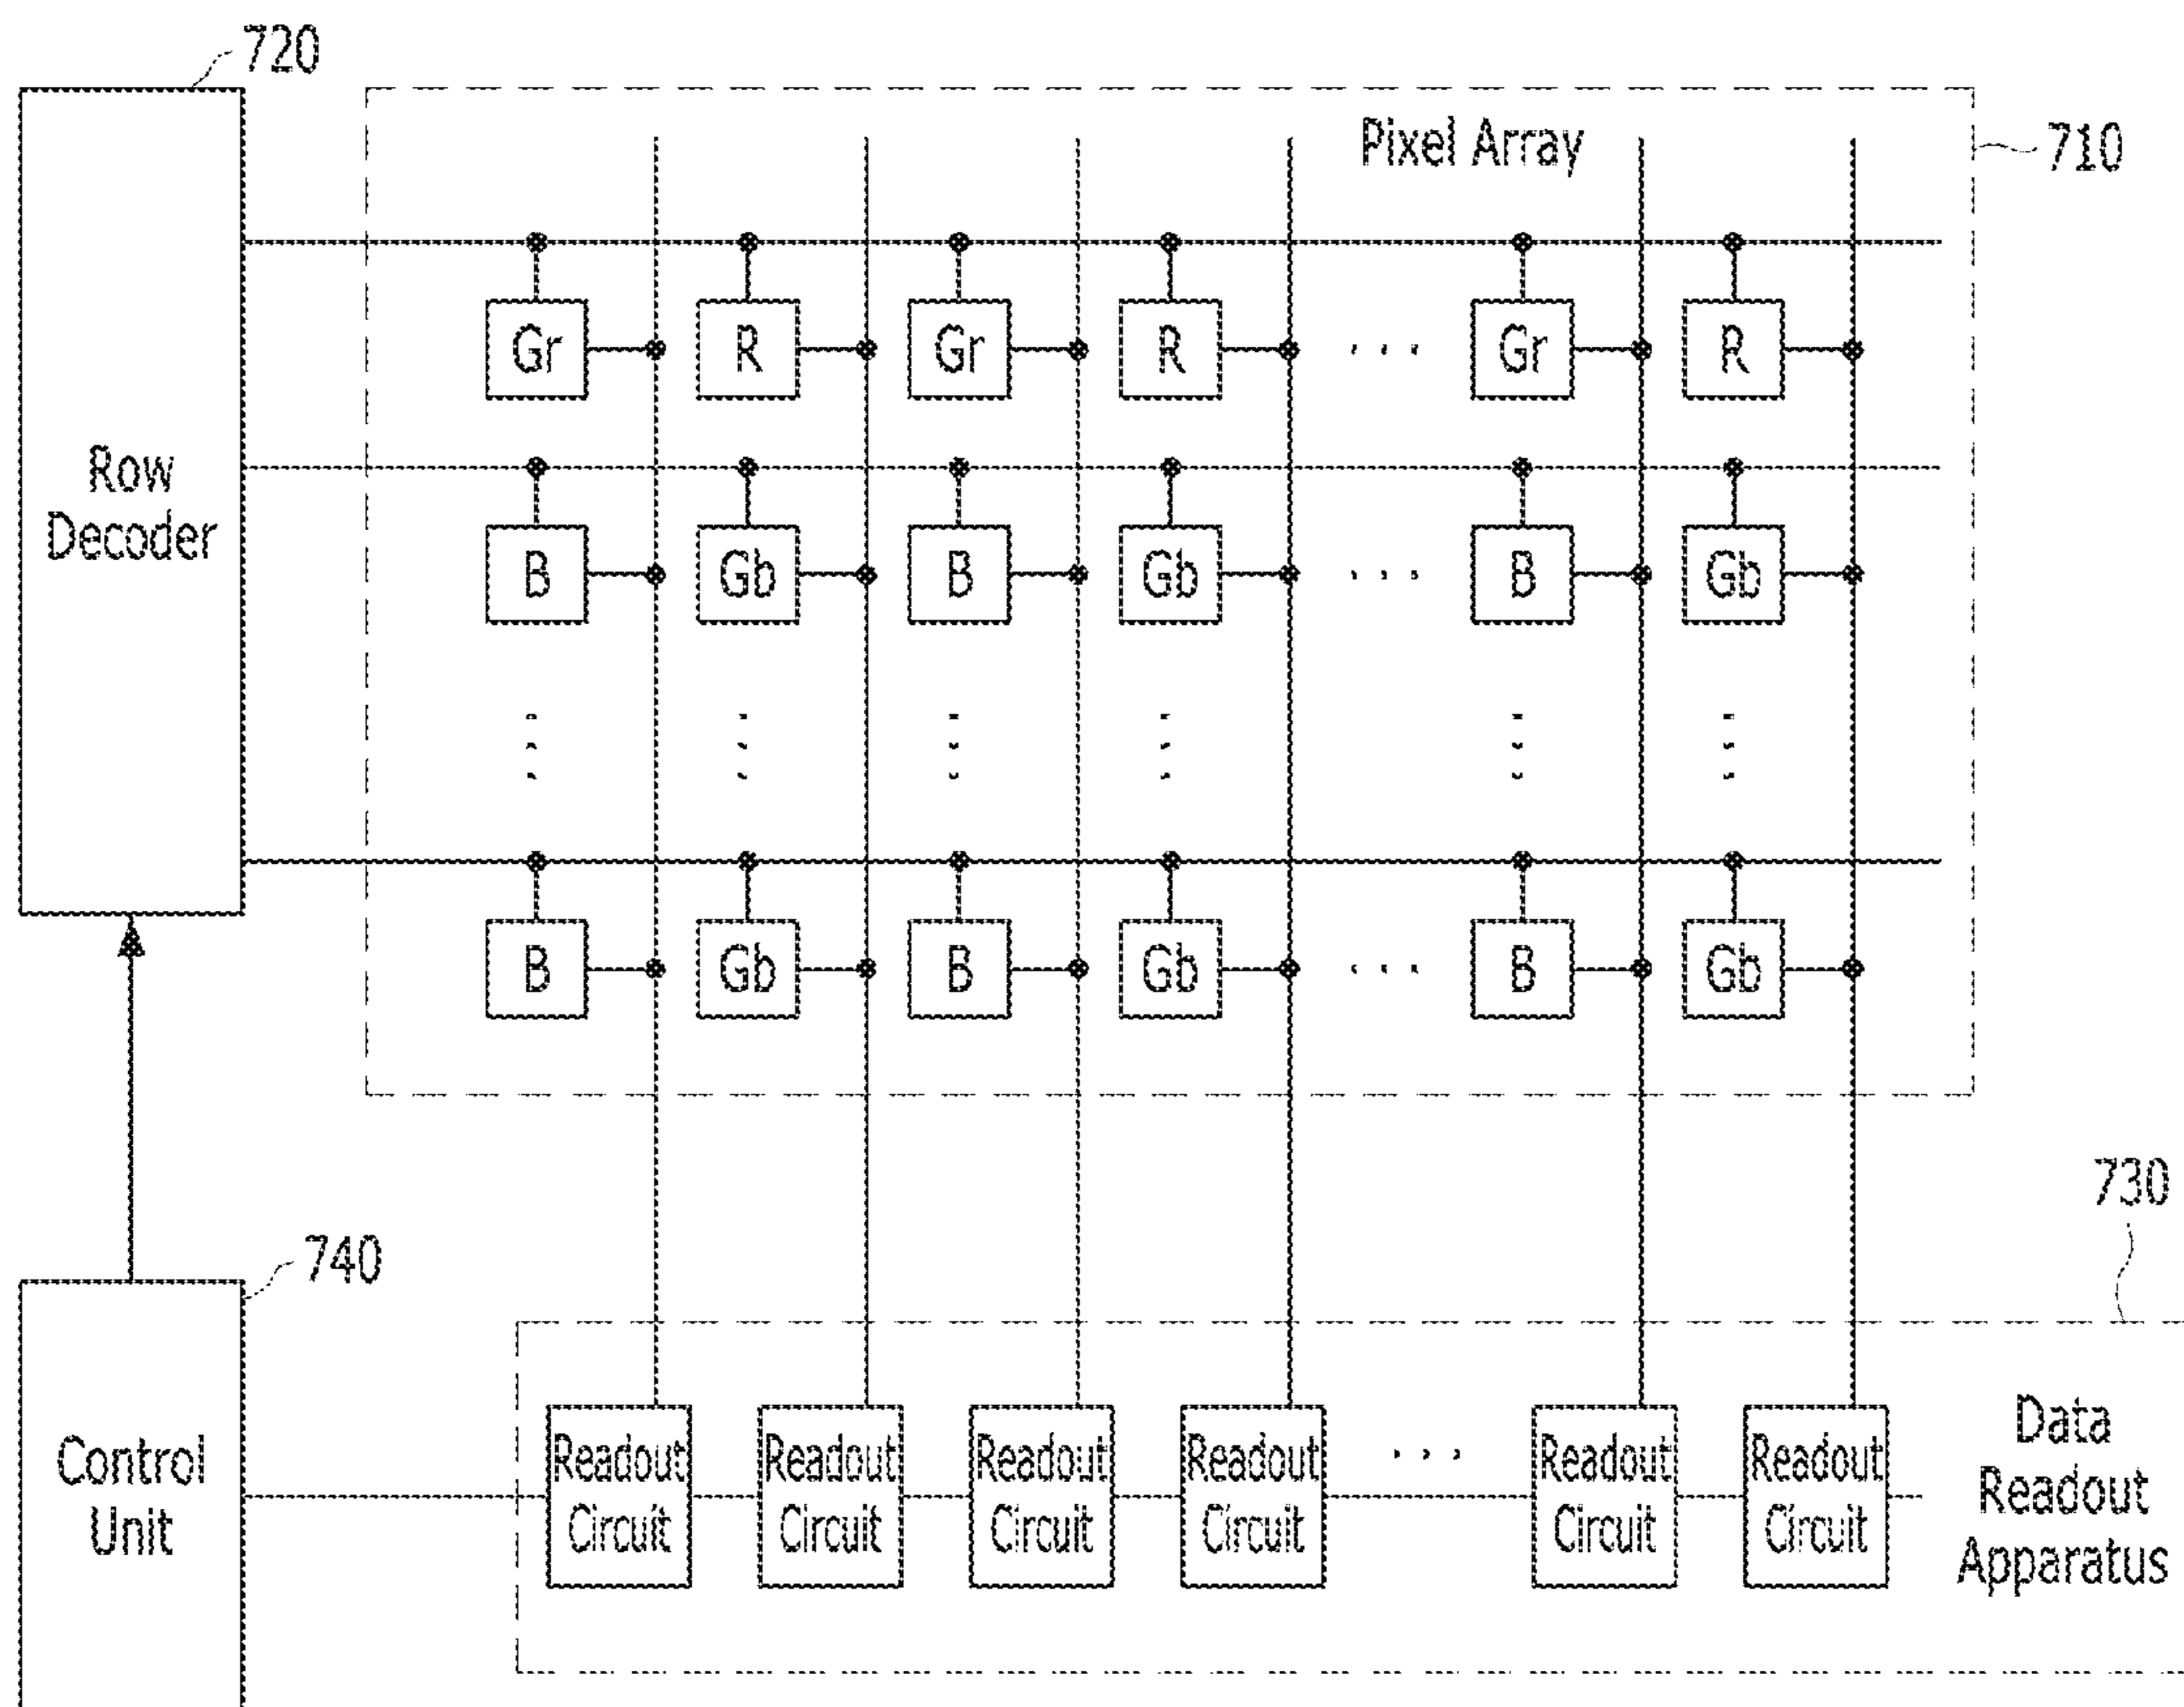 720
Pixel Array
710
Gr R Gr R ... Gr R
Row
Decoder
B Gb B Gb ... B Gb
B Gb B Gb ... B Gb
730
740
Control
Unit
Readout Circuit
Readout Circuit
Readout Circuit
Readout Circuit
...
Readout Circuit
Readout Circuit
Data
Readout
Apparatus